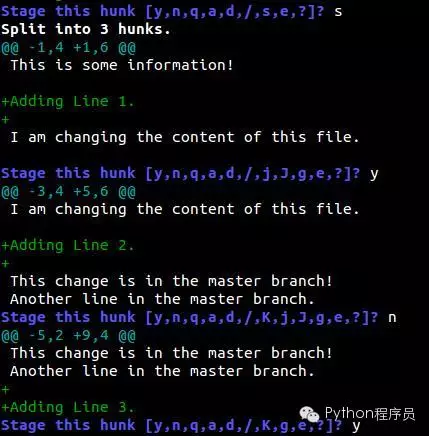 Stage this hunk [y,n,q,a,d,/,s,e,?]? s
Split into 3 hunks.
@@ -1,4 +1,6 @@
 This is some information!

+Adding Line 1.
+
 I am changing the content of this file.

Stage this hunk [y,n,q,a,d,/,j,J,g,e,?]? y
@@ -3,4 +5,6 @@
 I am changing the content of this file.

+Adding Line 2.
+
 This change is in the master branch!
 Another line in the master branch.
Stage this hunk [y,n,q,a,d,/,K,j,J,g,e,?]? n
@@ -5,2 +9,4 @@
 This change is in the master branch!
 Another line in the master branch.
+
+Adding Line 3.
Stage this hunk [y,n,q,a,d,/,K,g,e,?]? y
Python程序员